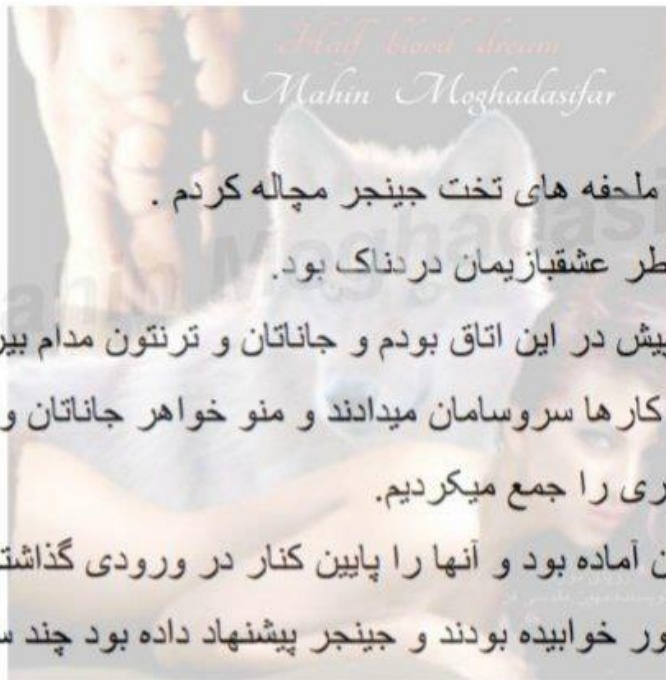 Half blood dream
Mahin Moghadasifar
ملحفه های تخت جینجر مچاله کردم .
طر عشقبازیمان دردناک بود.
پیش در این اتاق بودم و جاناتان و ترنتون مدام بیر
کارها سروسامان میدادند و منو خواهر جاناتان و
ری را جمع میکردیم.
ن آماده بود و آنها را پایین کنار در ورودی گذاشت
ور خوابیده بودند و جینجر پیشنهاد داده بود چند س